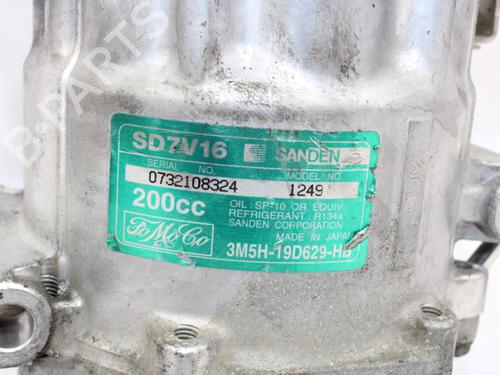 SD7V16 SANDEN
SERIAL NO. MODEL NO.
0732108324 1249
200cc OIL: SP-10 OR EQUIV.
REFRIGERANT: R134a
SANDEN CORPORATION
FoMoCo MADE IN JAPAN
3M5H-19D629-HB
B-PARTS